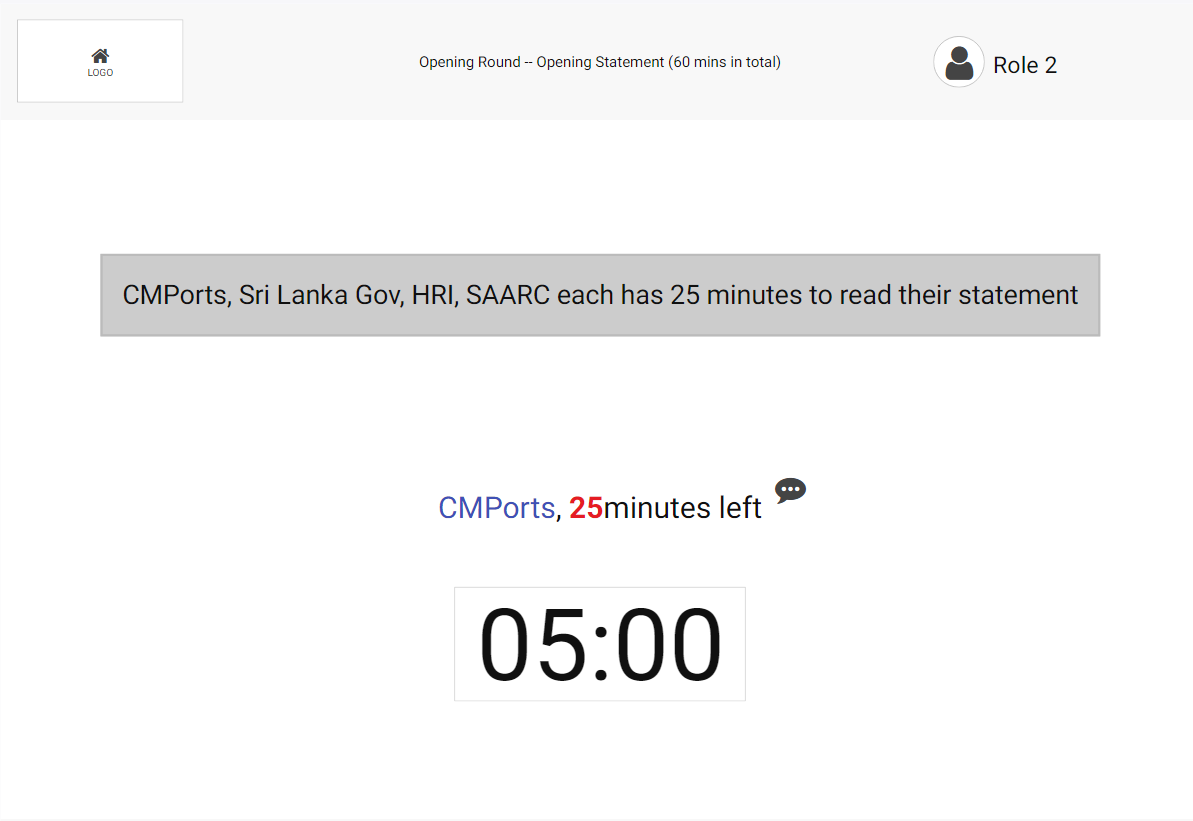 LOGO
Opening Round -- Opening Statement (60 mins in total)
Role 2
CMPorts, Sri Lanka Gov, HRI, SAARC each has 25 minutes to read their statement
CMPorts, 25minutes left
05:00